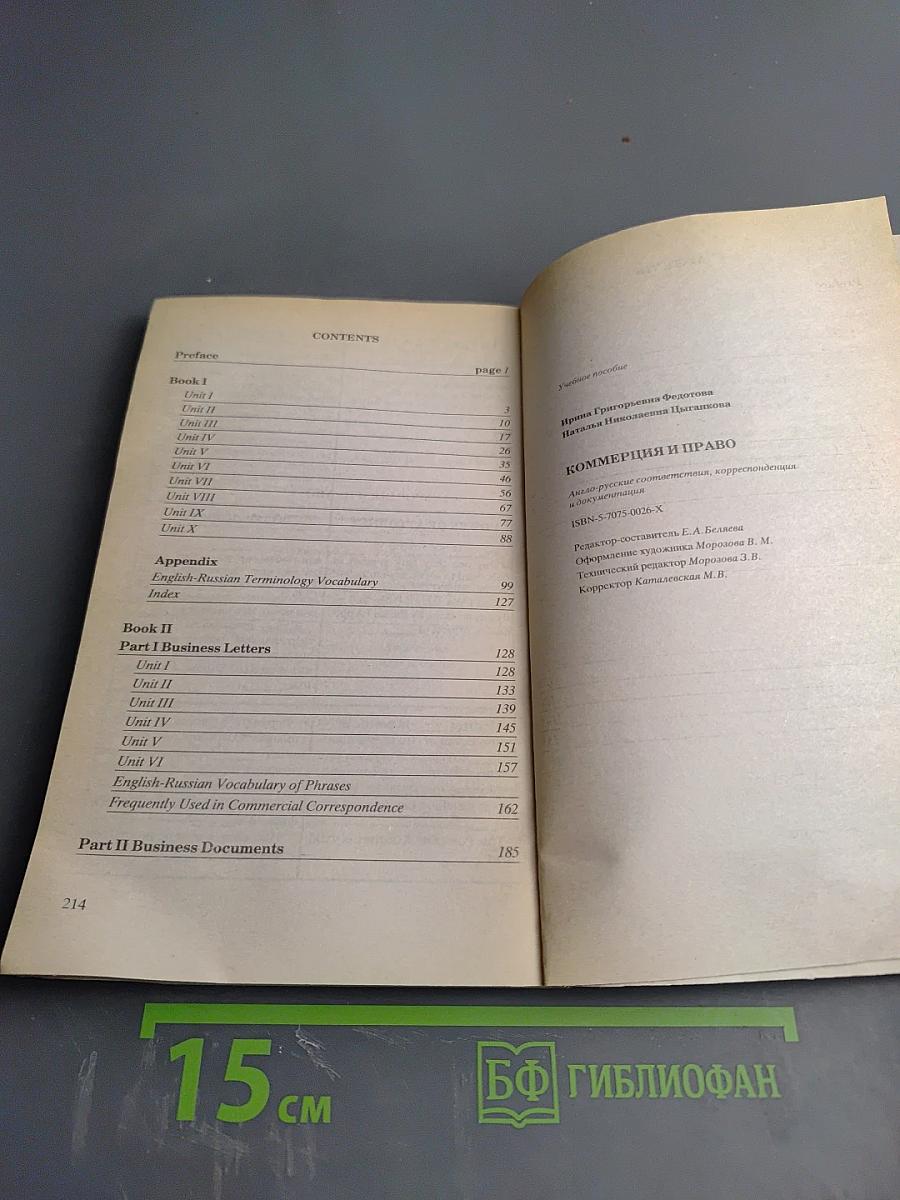 CONTENTS
Preface page 1
Book I
Unit I 3
Unit II 10
Unit III 17
Unit IV 26
Unit V 35
Unit VI 46
Unit VII 56
Unit VIII 67
Unit IX 77
Unit X 88
Appendix
English-Russian Terminology Vocabulary 99
Index 127
Book II
Part I Business Letters 128
Unit I 128
Unit II 133
Unit III 139
Unit IV 145
Unit V 151
Unit VI 157
English-Russian Vocabulary of Phrases
Frequently Used in Commercial Correspondence 162
Part II Business Documents 185
214
Учебное пособие
Ирина Григорьевна Федотова
Наталья Николаевна Цыганкова
КОММЕРЦИЯ И ПРАВО
Англо-русские соответствия, корреспонденция
и документация
ISBN-5-7075-0026-X
Редактор-составитель Е.А.Беляева
Оформление художника Морозова В. М.
Технический редактор Морозова З.В.
Корректор Каталевская М.В.
15 см
БФ ГИБЛИОФАН